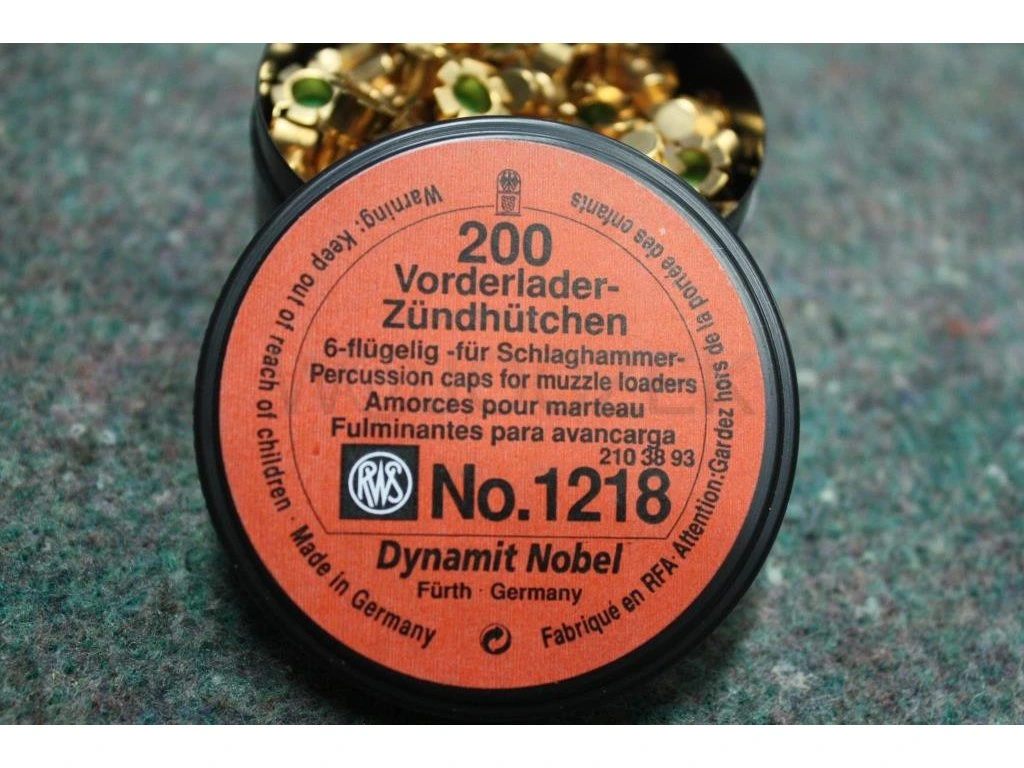 200
Vorderlader-
Zündhütchen
6-flügelig -für Schlaghammer-
Percussion caps for muzzle loaders
Amorces pour marteau
Fulminantes para avancarga
210 38 93
RWS
No.1218
Dynamit Nobel
Fürth · Germany
Warning: Keep out of reach of children · Made in Germany
Fabriqué en RFA·Attention:Gardez hors de la portée des enfants